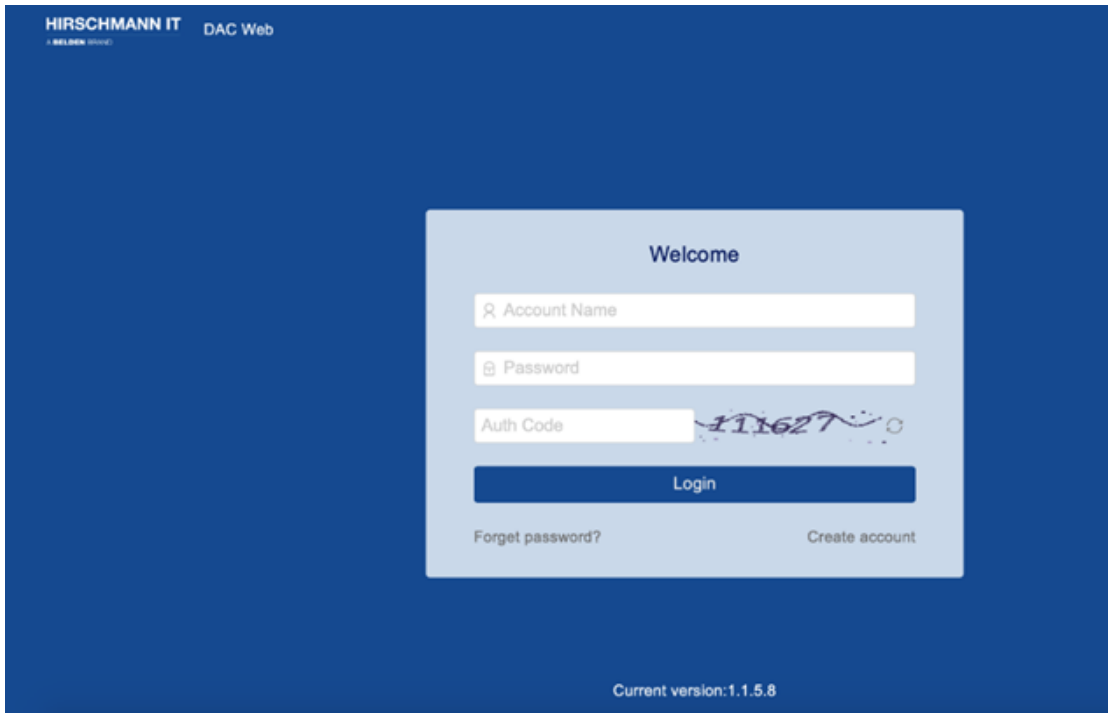 HIRSCHMANN IT
A BELDEN BRAND
DAC Web
Welcome
Account Name
Password
Auth Code
111627
Login
Forget password?
Create account
Current version:1.1.5.8